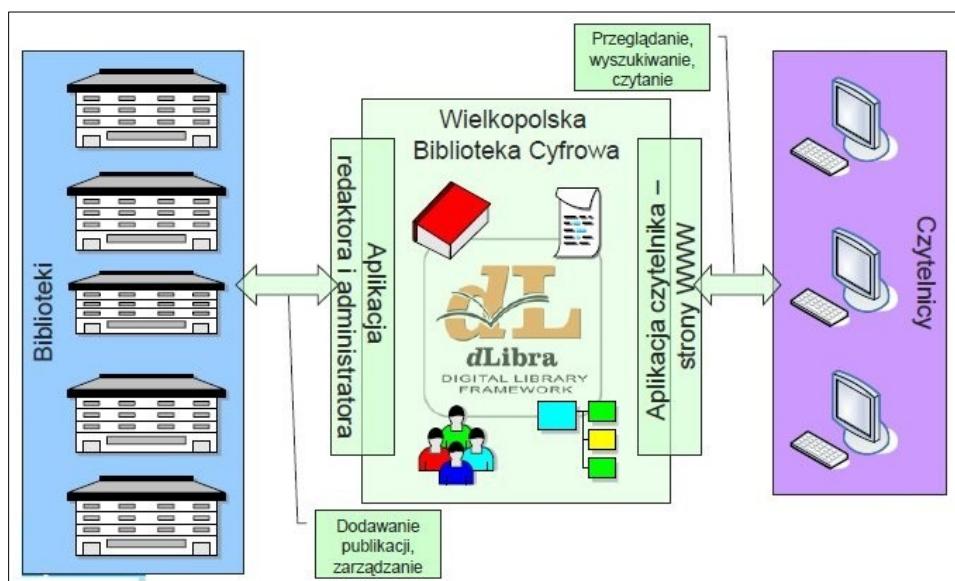 Przeglądanie,
wyszukiwanie,
czytanie
Biblioteki
Wielkopolska
Biblioteka Cyfrowa
Aplikacja
redaktora i administratora
dL
dLibra
DIGITAL LIBRARY
FRAMEWORK
Aplikacja czytelnika –
strony WWW
Czytelnicy
Dodawanie
publikacji,
zarządzanie